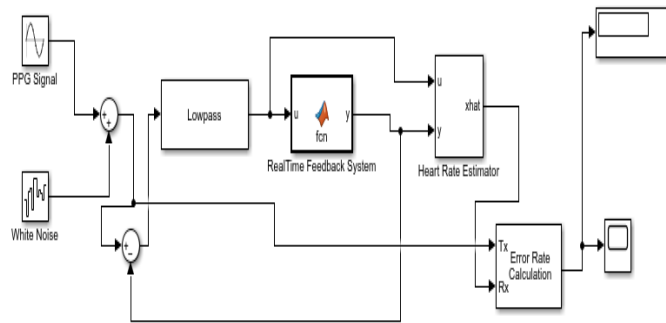 PPG Signal
White Noise
+
+
+
−
Lowpass
u
fcn
y
RealTime Feedback System
u
y
xhat
Heart Rate Estimator
Tx
Rx
Error Rate
Calculation